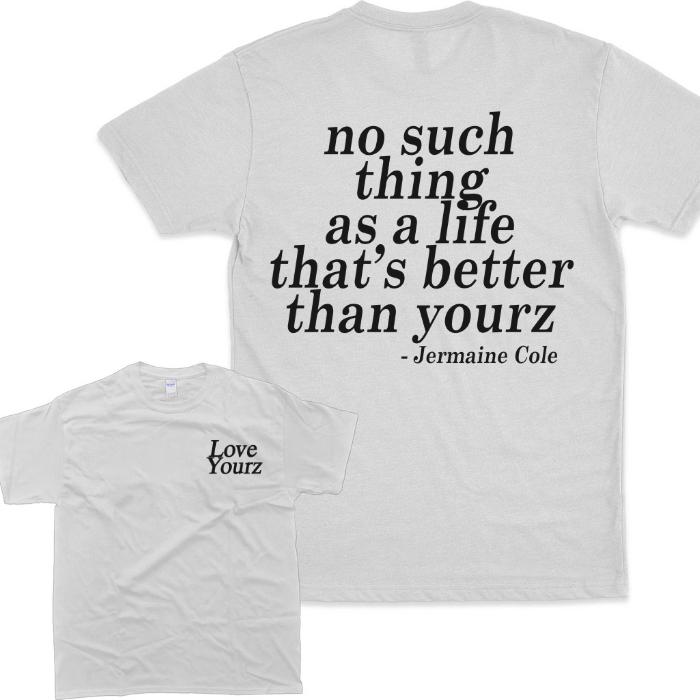 no such
thing
as a life
that's better
than yourz
- Jermaine Cole
Love
Yourz